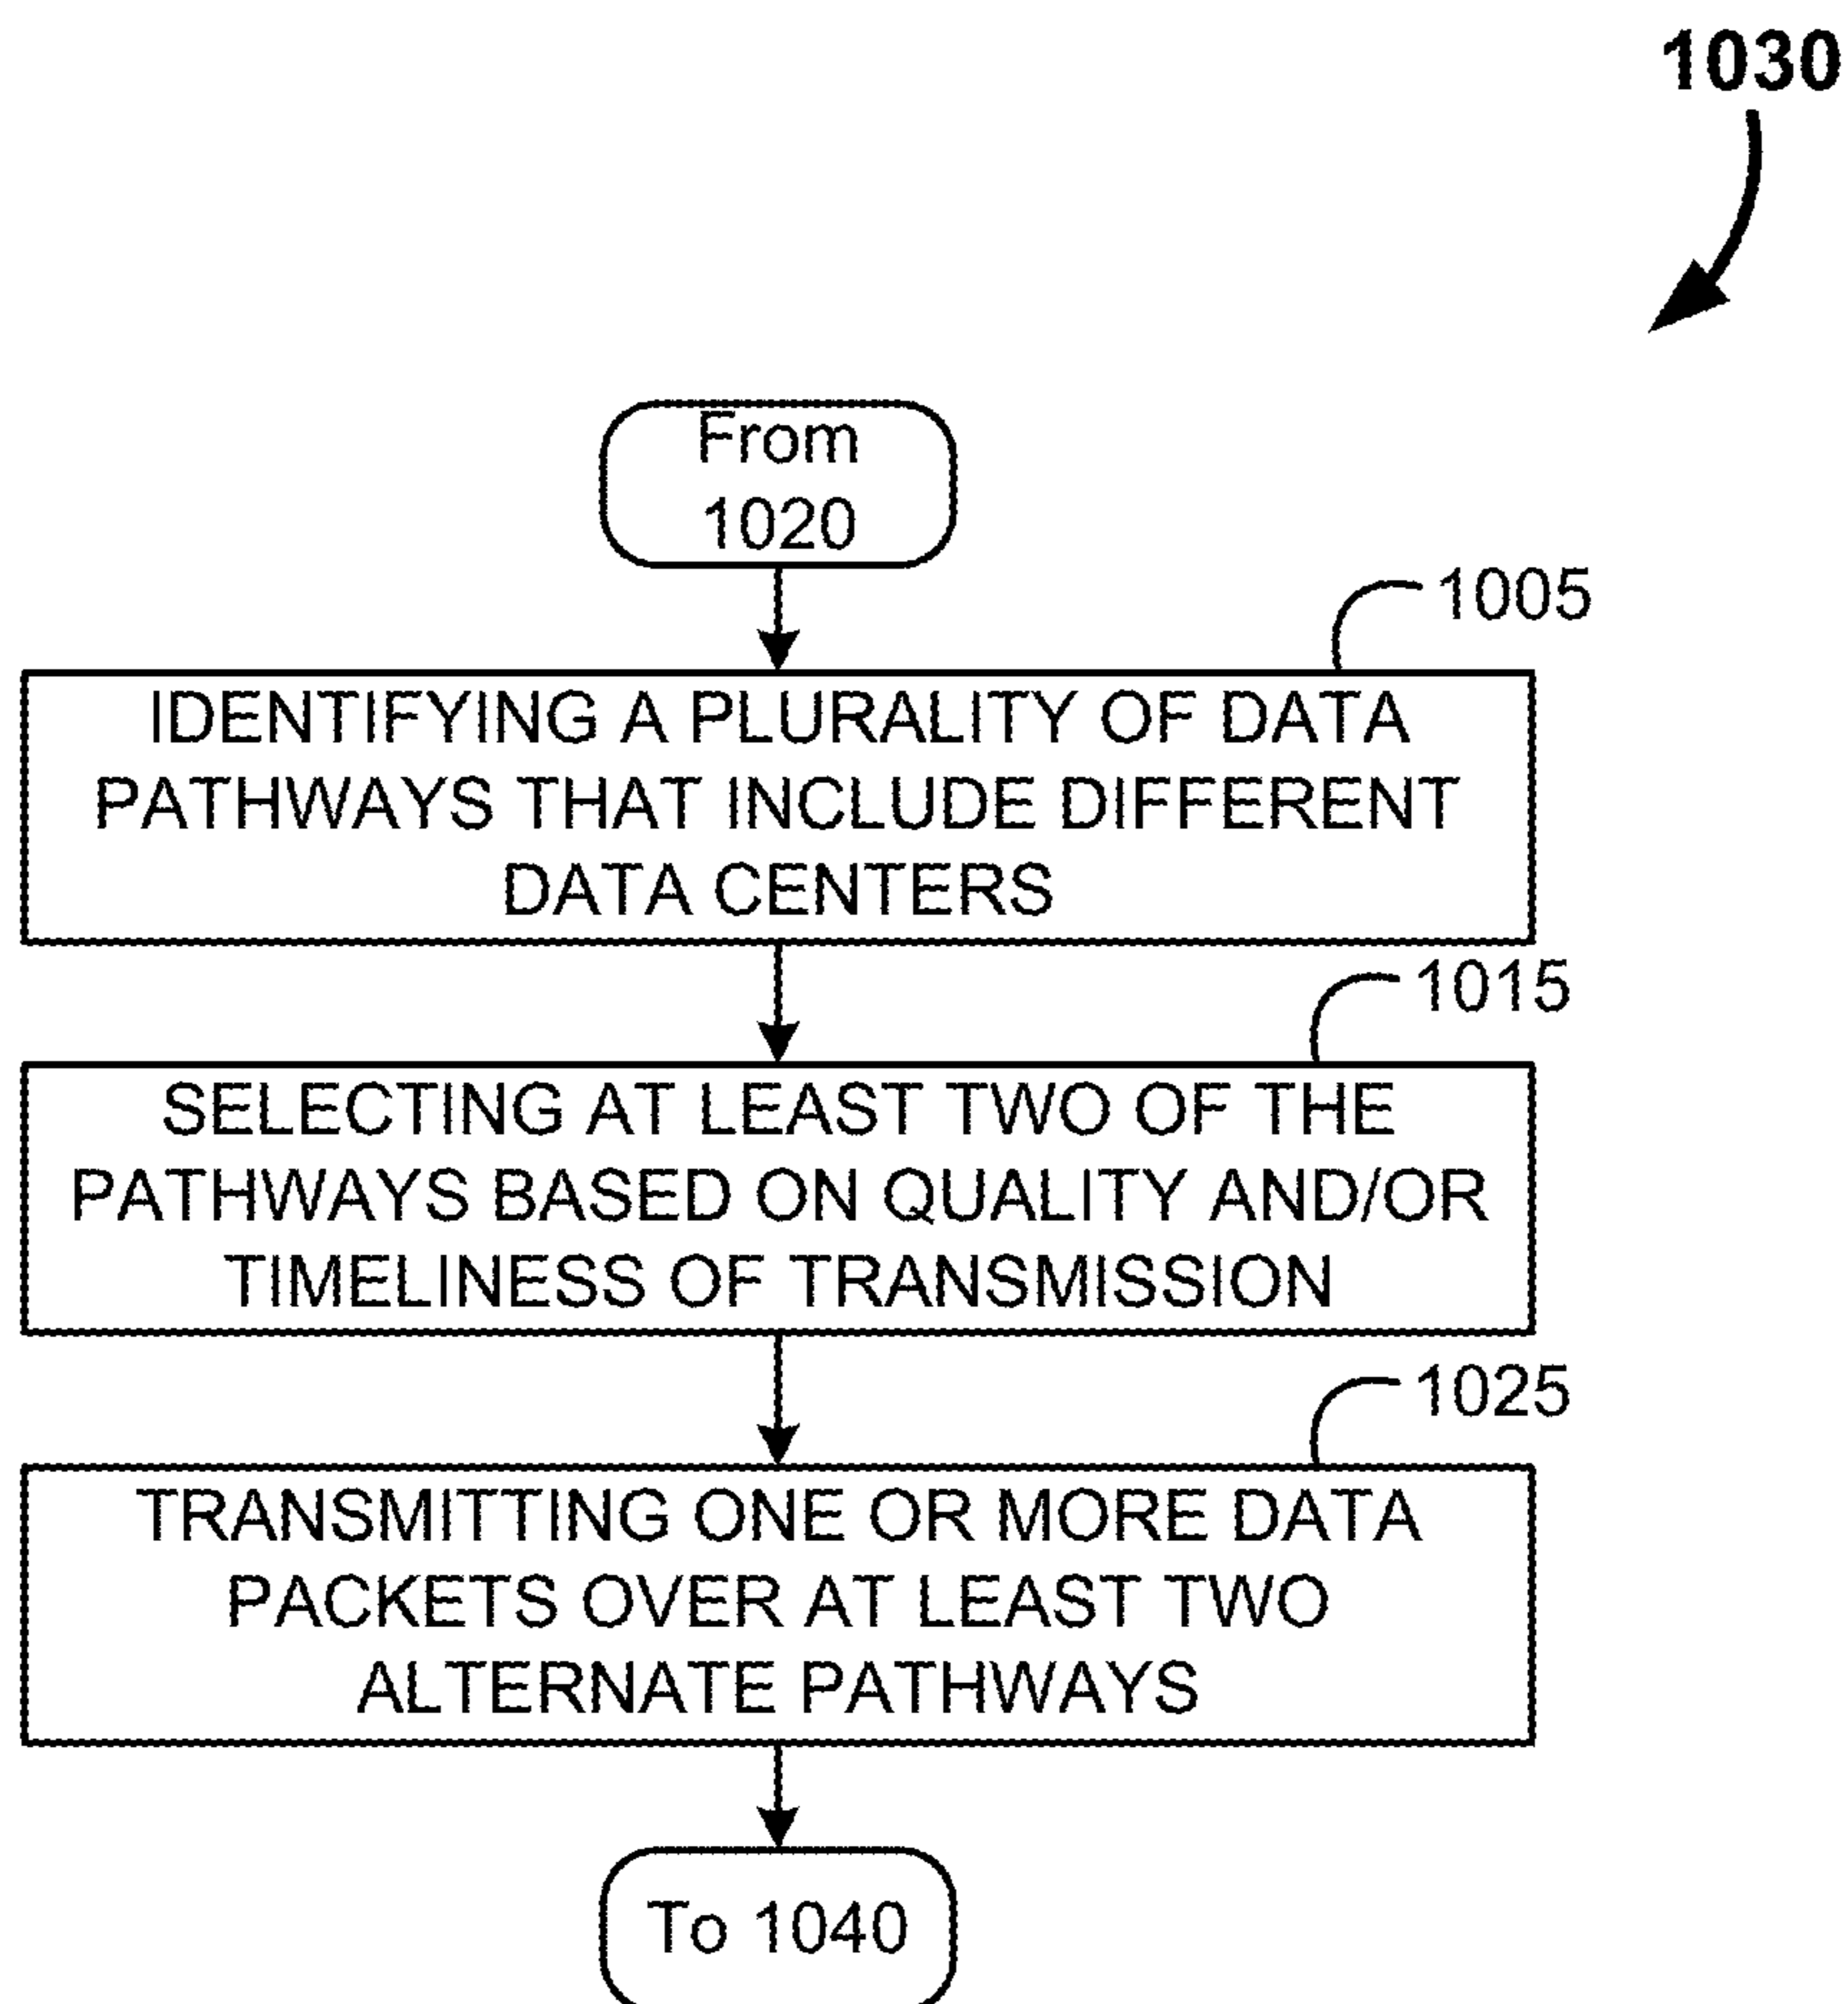 1030
From
1020
1005
IDENTIFYING A PLURALITY OF DATA
PATHWAYS THAT INCLUDE DIFFERENT
DATA CENTERS
1015
SELECTING AT LEAST TWO OF THE
PATHWAYS BASED ON QUALITY AND/OR
TIMELINESS OF TRANSMISSION
1025
TRANSMITTING ONE OR MORE DATA
PACKETS OVER AT LEAST TWO
ALTERNATE PATHWAYS
To 1040